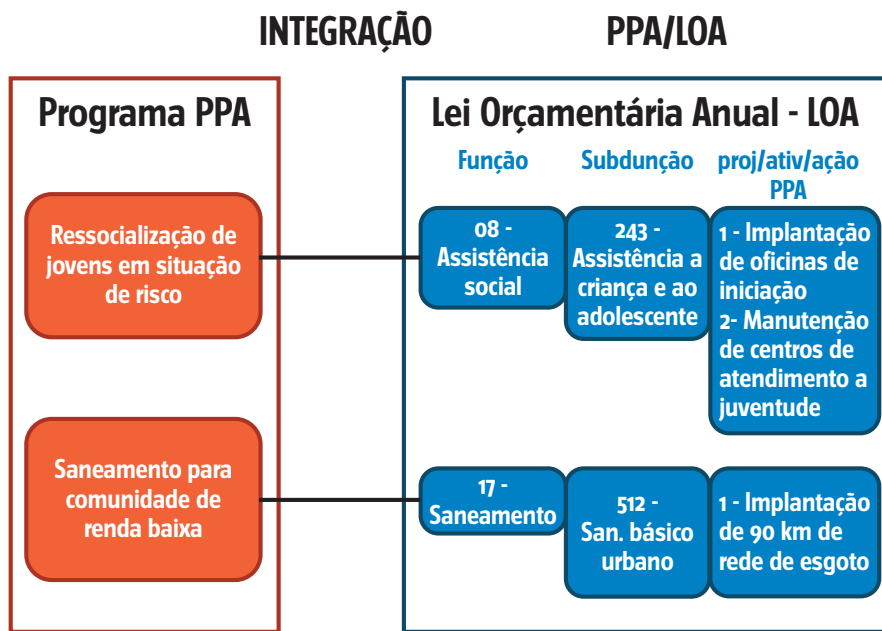 INTEGRAÇÃO PPA/LOA
Programa PPA
Ressocialização de
jovens em situação
de risco
Saneamento para
comunidade de
renda baixa
Lei Orçamentária Anual - LOA
Função
Subdunção
proj/ativ/ação
PPA
08 -
Assistência
social
243 -
Assistência a
criança e ao
adolescente
1 - Implantação
de oficinas de
iniciação
2- Manutenção
de centros de
atendimento a
juventude
17 -
Saneamento
512 -
San. básico
urbano
1 - Implantação
de 90 km de
rede de esgoto